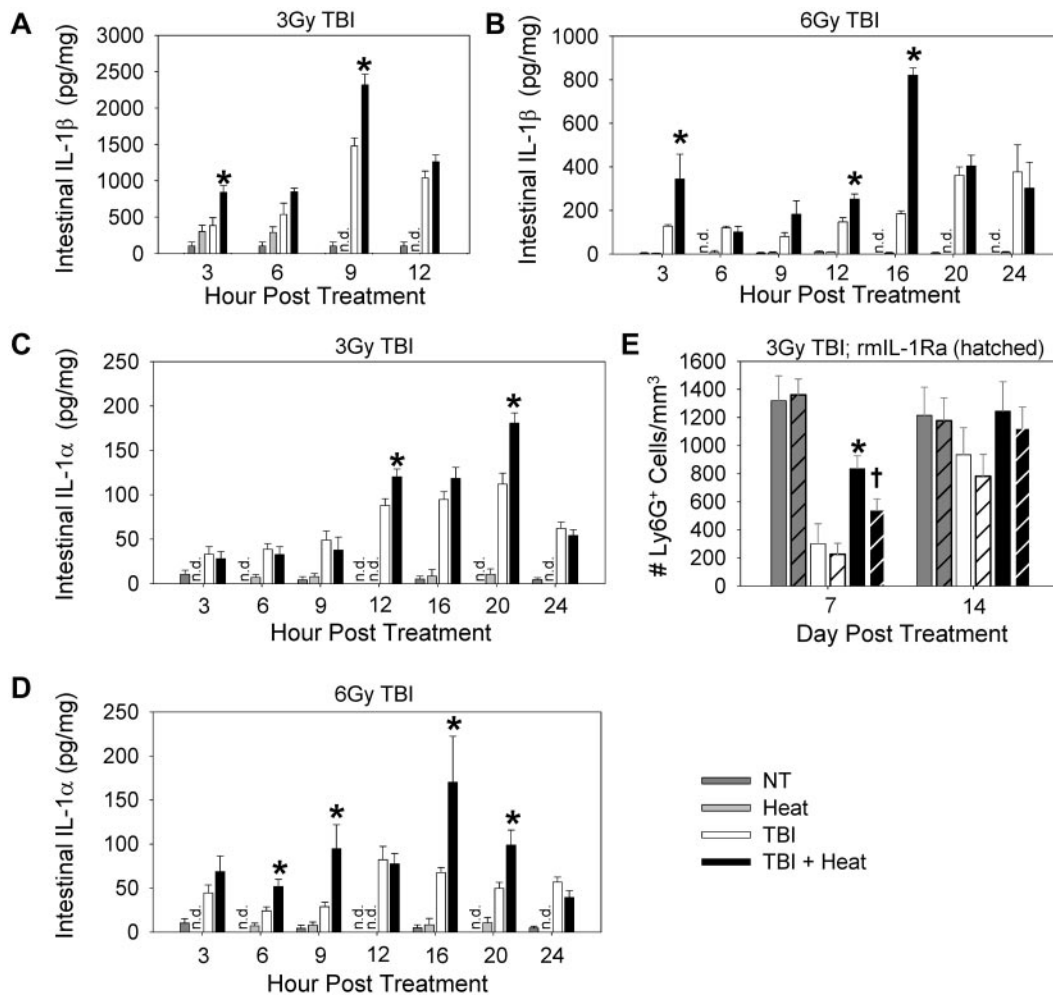 A
3Gy TBI
Intestinal IL-1β (pg/mg)
3000
2500
2000
1500
1000
500
0
*
*
n.d.
n.d.
3 6 9 12
Hour Post Treatment
B
6Gy TBI
Intestinal IL-1β (pg/mg)
1000
800
600
400
200
0
*
*
*
n.d.
n.d.
n.d.
n.d.
3 6 9 12 16 20 24
Hour Post Treatment
C
3Gy TBI
Intestinal IL-1α (pg/mg)
250
200
150
100
50
0
*
*
n.d.
n.d.
n.d.
n.d.
n.d.
n.d.
3 6 9 12 16 20 24
Hour Post Treatment
E
3Gy TBI; rmIL-1Ra (hatched)
# Ly6G⁺ Cells/mm³
1600
1400
1200
1000
800
600
400
200
0
*
†
7 14
Day Post Treatment
D
6Gy TBI
Intestinal IL-1α (pg/mg)
250
200
150
100
50
0
*
*
*
*
n.d.
n.d.
n.d.
n.d.
n.d.
n.d.
3 6 9 12 16 20 24
Hour Post Treatment
NT
Heat
TBI
TBI + Heat